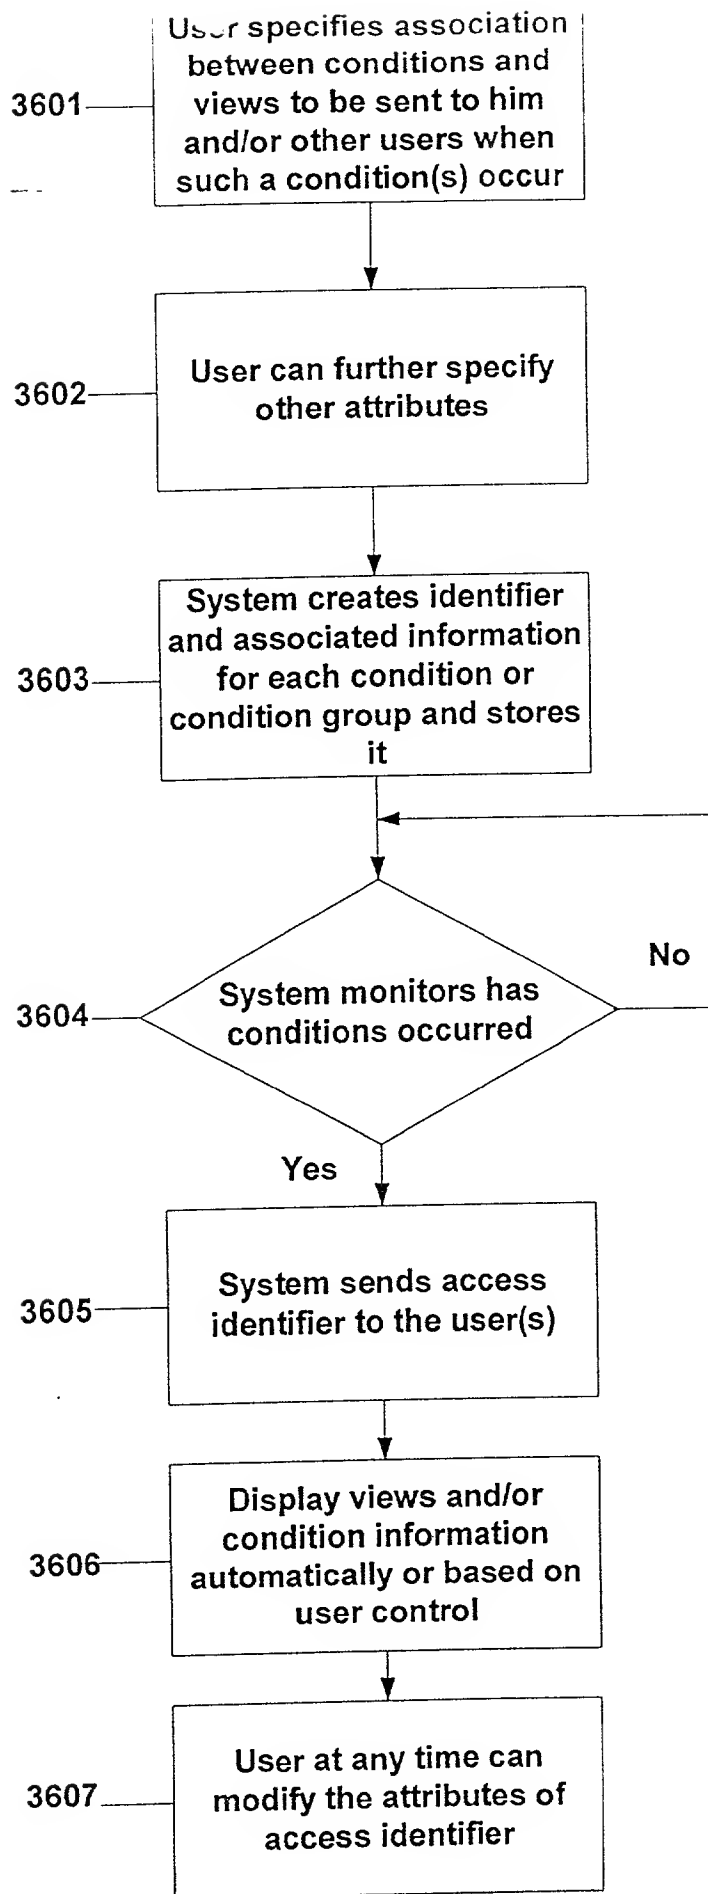 User specifies association
between conditions and
views to be sent to him
and/or other users when
such a condition(s) occur
3601
User can further specify
other attributes
3602
System creates identifier
and associated information
for each condition or
condition group and stores
it
3603
No
System monitors has
conditions occurred
3604
Yes
System sends access
identifier to the user(s)
3605
Display views and/or
condition information
automatically or based on
user control
3606
User at any time can
modify the attributes of
access identifier
3607